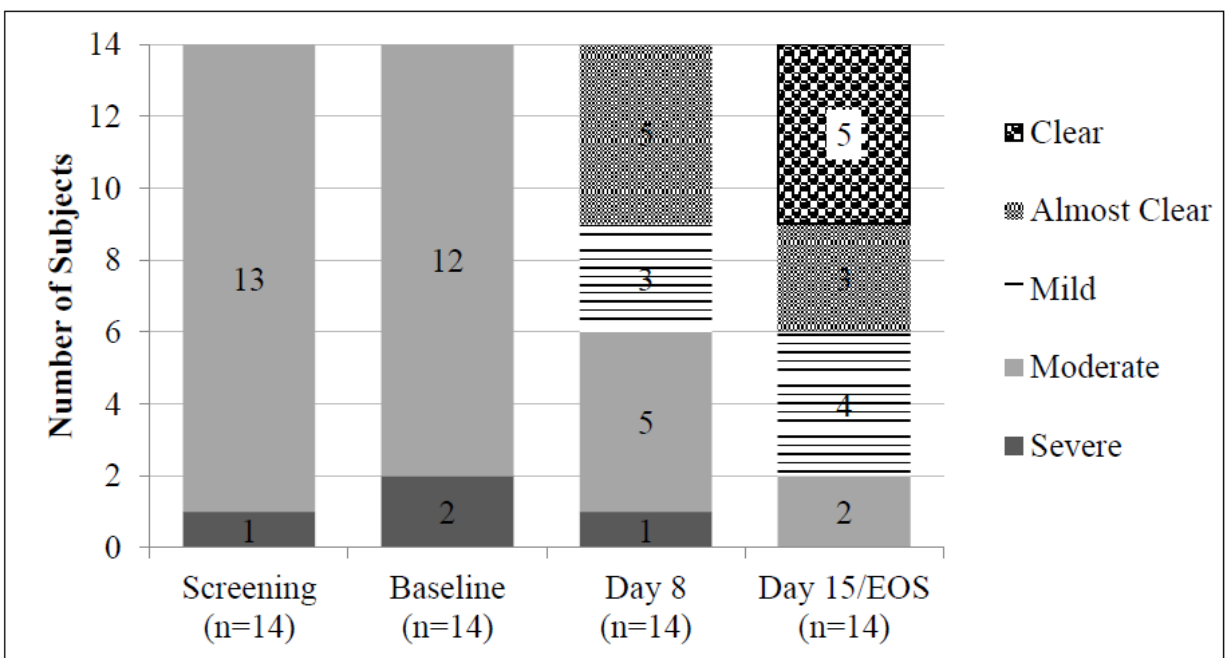 Number of Subjects
14
12
10
8
6
4
2
0
13
1
12
2
5
3
5
1
5
3
4
2
Screening
(n=14)
Baseline
(n=14)
Day 8
(n=14)
Day 15/EOS
(n=14)
Clear
Almost Clear
Mild
Moderate
Severe